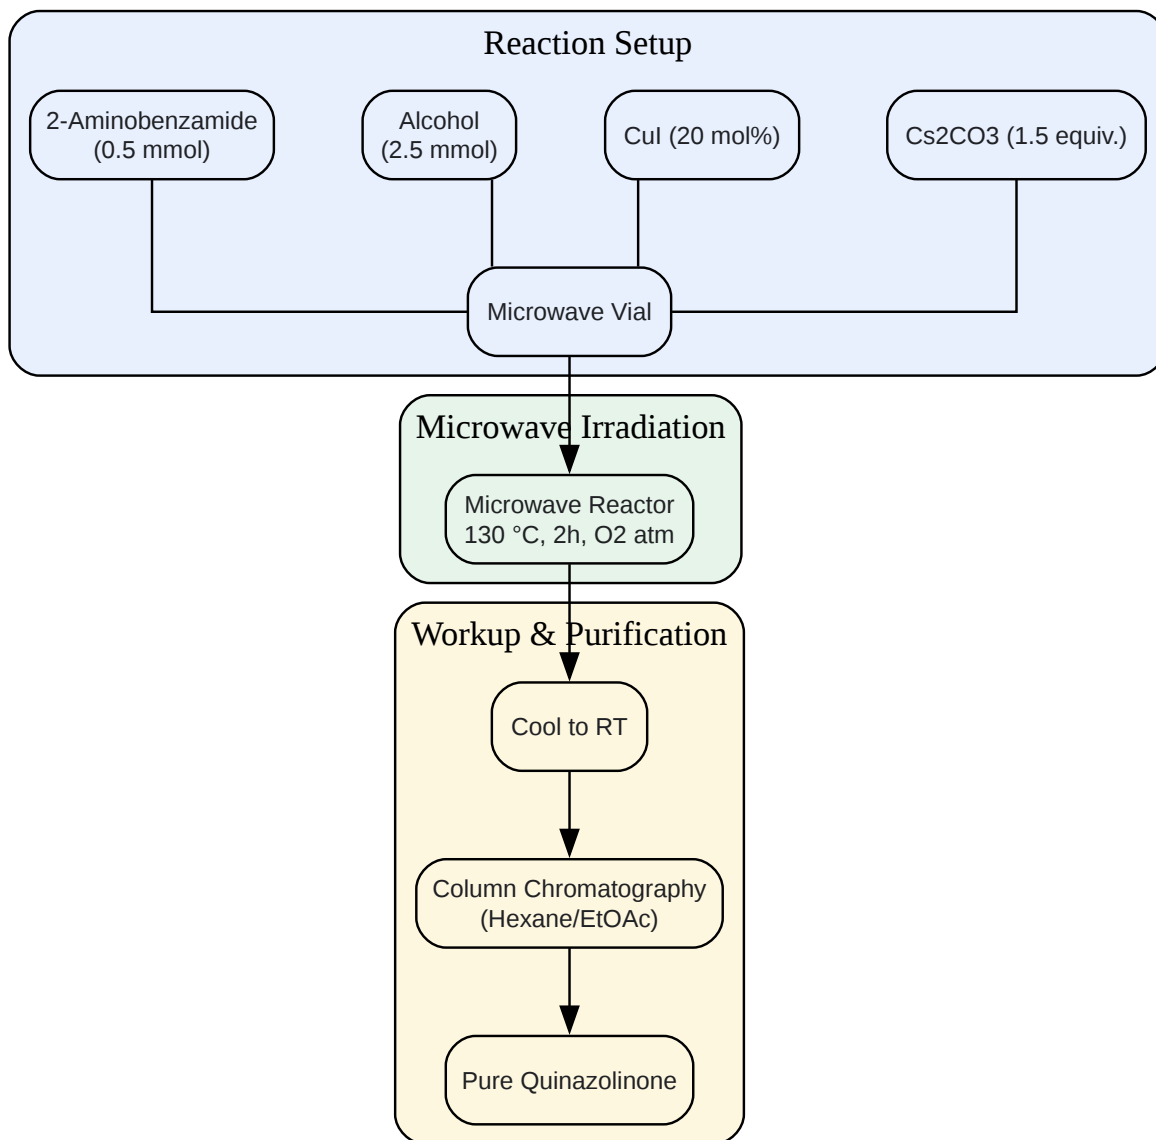 Reaction Setup
2-Aminobenzamide
(0.5 mmol)
Alcohol
(2.5 mmol)
CuI (20 mol%)
Cs2CO3 (1.5 equiv.)
Microwave Vial
Microwave Irradiation
Microwave Reactor
130 °C, 2h, O2 atm
Workup & Purification
Cool to RT
Column Chromatography
(Hexane/EtOAc)
Pure Quinazolinone